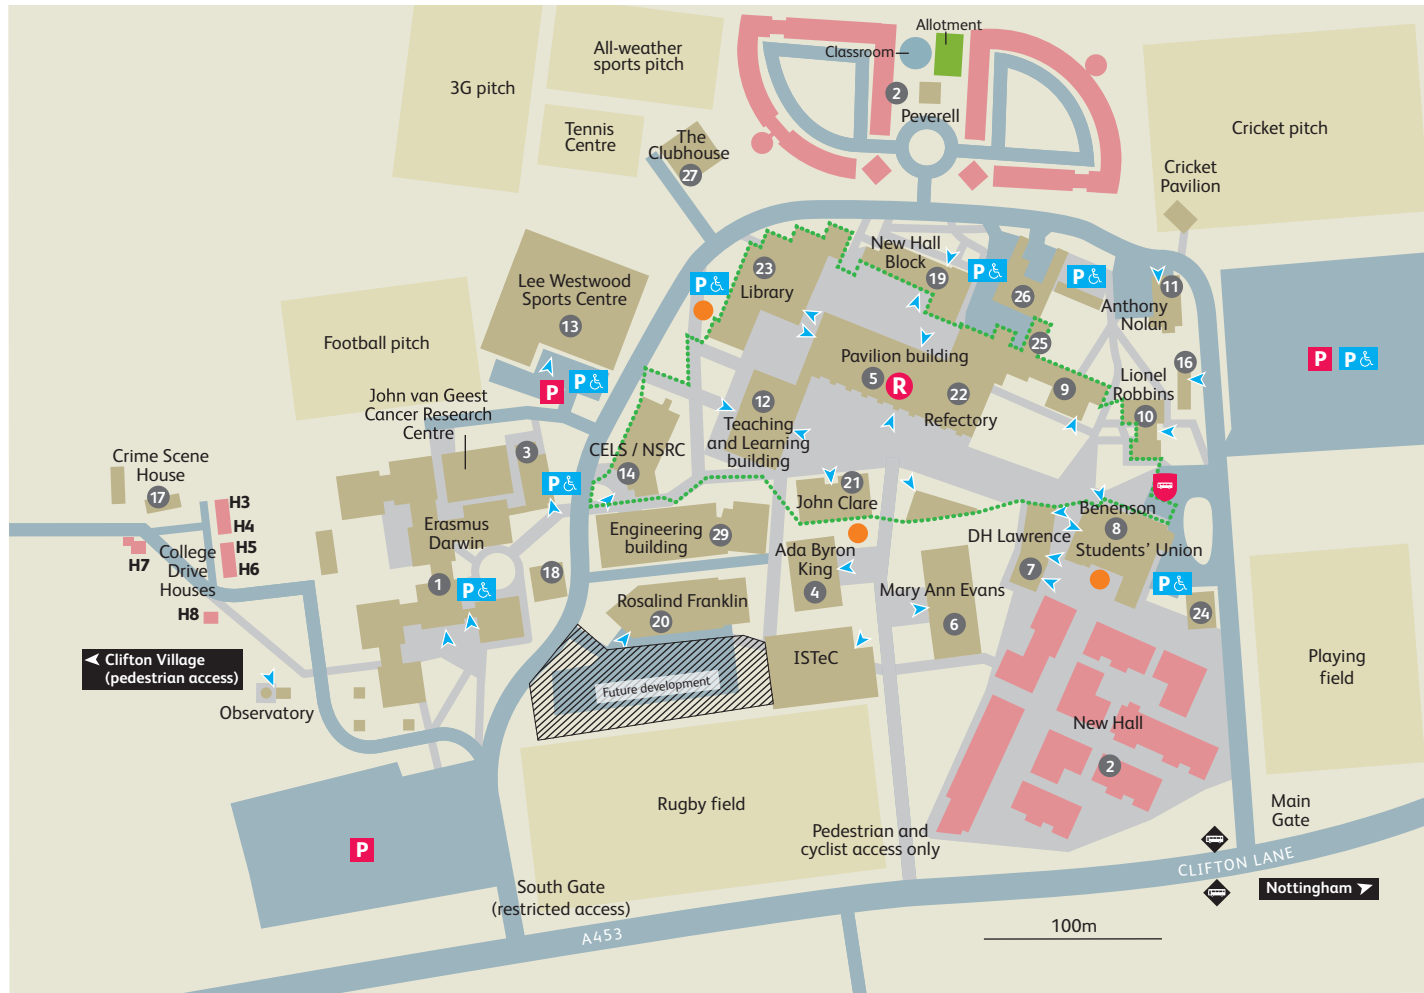 Allotment
All-weather
sports pitch
Classroom
3G pitch
2
Peverell
Tennis
Centre
The
Clubhouse
27
Cricket pitch
Cricket
Pavilion
New Hall
Block
19
23
Library
P
P
P
26
11
Anthony
Nolan
Lee Westwood
Sports Centre
13
Football pitch
25
Pavilion building
5
R
22
Refectory
P
P
16
P
P
John van Geest
Cancer Research
Centre
12
Teaching
and Learning
building
9
Lionel
Robbins
10
Crime Scene
House
17
3
CELS / NSRC
14
P
21
John Clare
H3
H4
H5
H6
H7
College
Drive
Houses
H8
Erasmus
Darwin
1
P
18
Engineering
building
29
Ada Byron
King
4
DH Lawrence
7
Benenson
8
Students' Union
P
24
Rosalind Franklin
20
Mary Ann Evans
6
Clifton Village
(pedestrian access)
Observatory
ISTeC
Future development
Playing
field
New Hall
2
Rugby field
Pedestrian and
cyclist access only
Main
Gate
P
South Gate
(restricted access)
CLIFTON LANE
Nottingham
A453
100m